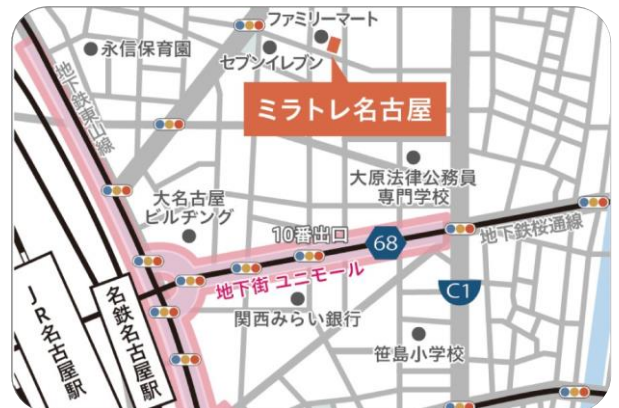 ファミリーマート
永信保育園
セブンイレブン
地下鉄東山線
ミラトレ名古屋
大原法律公務員
専門学校
大名古屋
ビルヂング
10番出口
68
地下鉄桜通線
地下街 ユニモール
C1
関西みらい銀行
笹島小学校
名鉄名古屋駅
JR名古屋駅